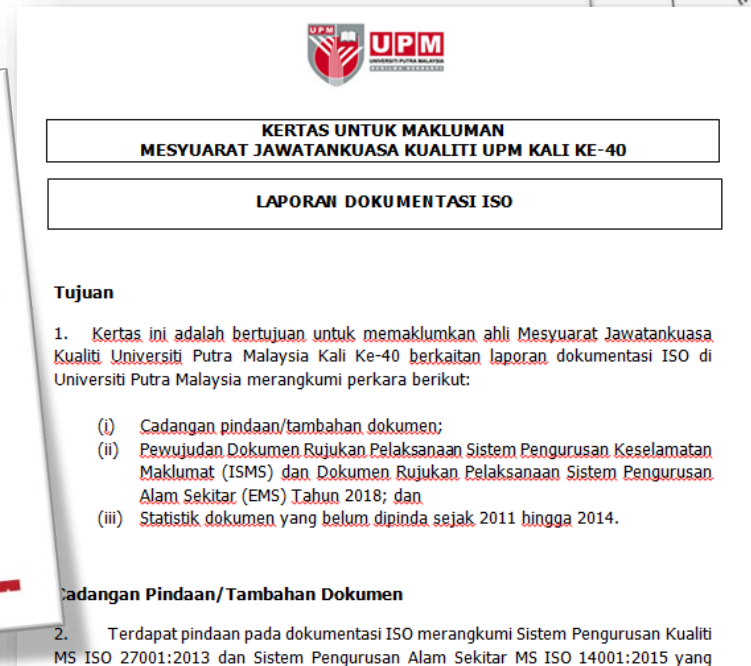 UPM
UPM
UNIVERSITI PUTRA MALAYSIA
BERILMU BERBAKTI
KERTAS UNTUK MAKLUMAN
MESYUARAT JAWATANKUASA KUALITI UPM KALI KE-40
LAPORAN DOKUMENTASI ISO
Tujuan
1. Kertas ini adalah bertujuan untuk memaklumkan ahli Mesyuarat Jawatankuasa
Kualiti Universiti Putra Malaysia Kali Ke-40 berkaitan laporan dokumentasi ISO di
Universiti Putra Malaysia merangkumi perkara berikut:
(i) Cadangan pindaan/tambahan dokumen;
(ii) Pewujudan Dokumen Rujukan Pelaksanaan Sistem Pengurusan Keselamatan
Maklumat (ISMS) dan Dokumen Rujukan Pelaksanaan Sistem Pengurusan
Alam Sekitar (EMS) Tahun 2018; dan
(iii) Statistik dokumen yang belum dipinda sejak 2011 hingga 2014.
Cadangan Pindaan/Tambahan Dokumen
2. Terdapat pindaan pada dokumentasi ISO merangkumi Sistem Pengurusan Kualiti
MS ISO 27001:2013 dan Sistem Pengurusan Alam Sekitar MS ISO 14001:2015 yang